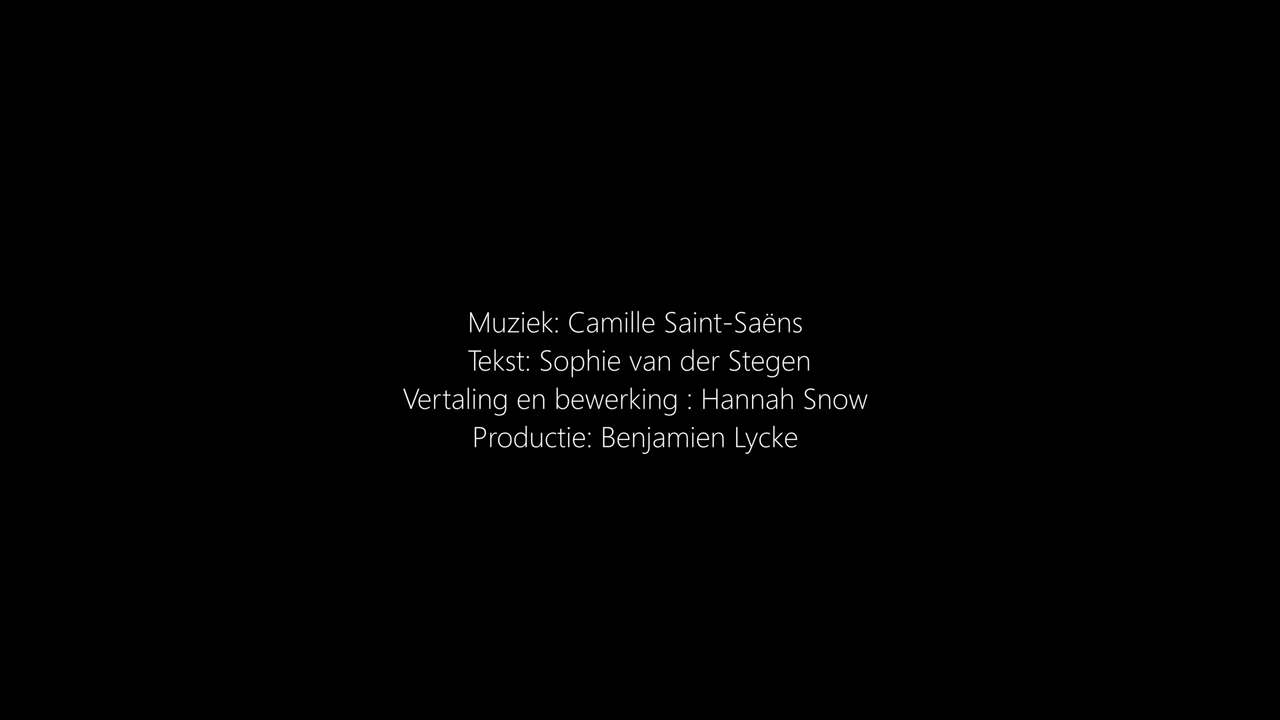 Muziek: Camille Saint-Saëns
Tekst: Sophie van der Stegen
Vertaling en bewerking : Hannah Snow
Productie: Benjamien Lycke